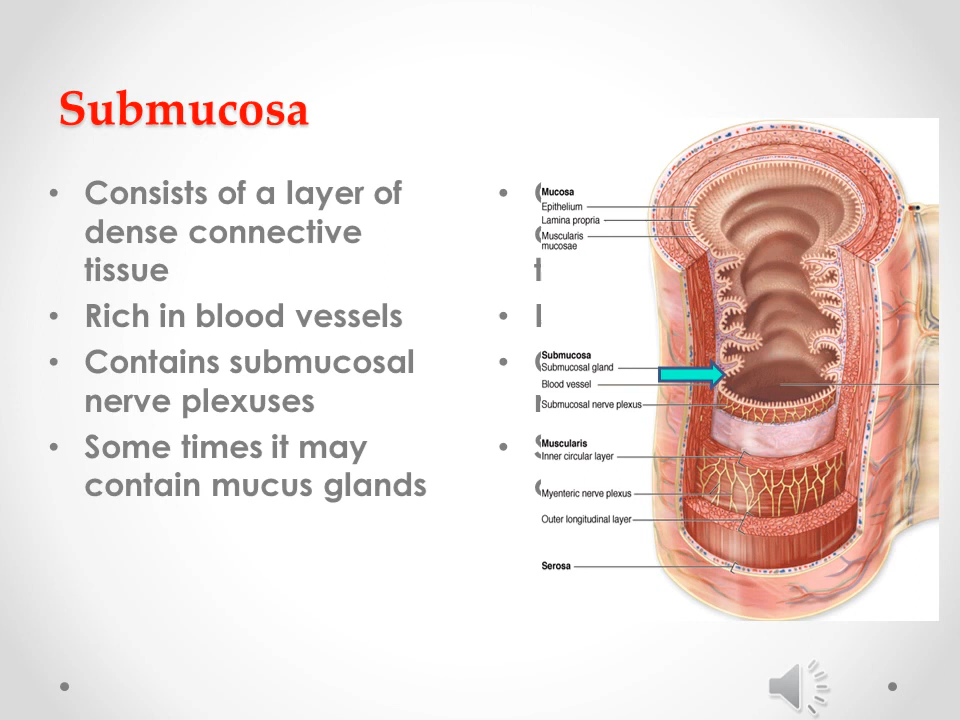 Submucosa
• Consists of a layer of
dense connective
tissue
• Rich in blood vessels
• Contains submucosal
nerve plexuses
• Some times it may
contain mucus glands
Mucosa
Epithelium
Lamina propria
Muscularis
mucosae
Submucosa
Submucosal gland
Blood vessel
Submucosal nerve plexus
Muscularis
Inner circular layer
Myenteric nerve plexus
Outer longitudinal layer
Serosa